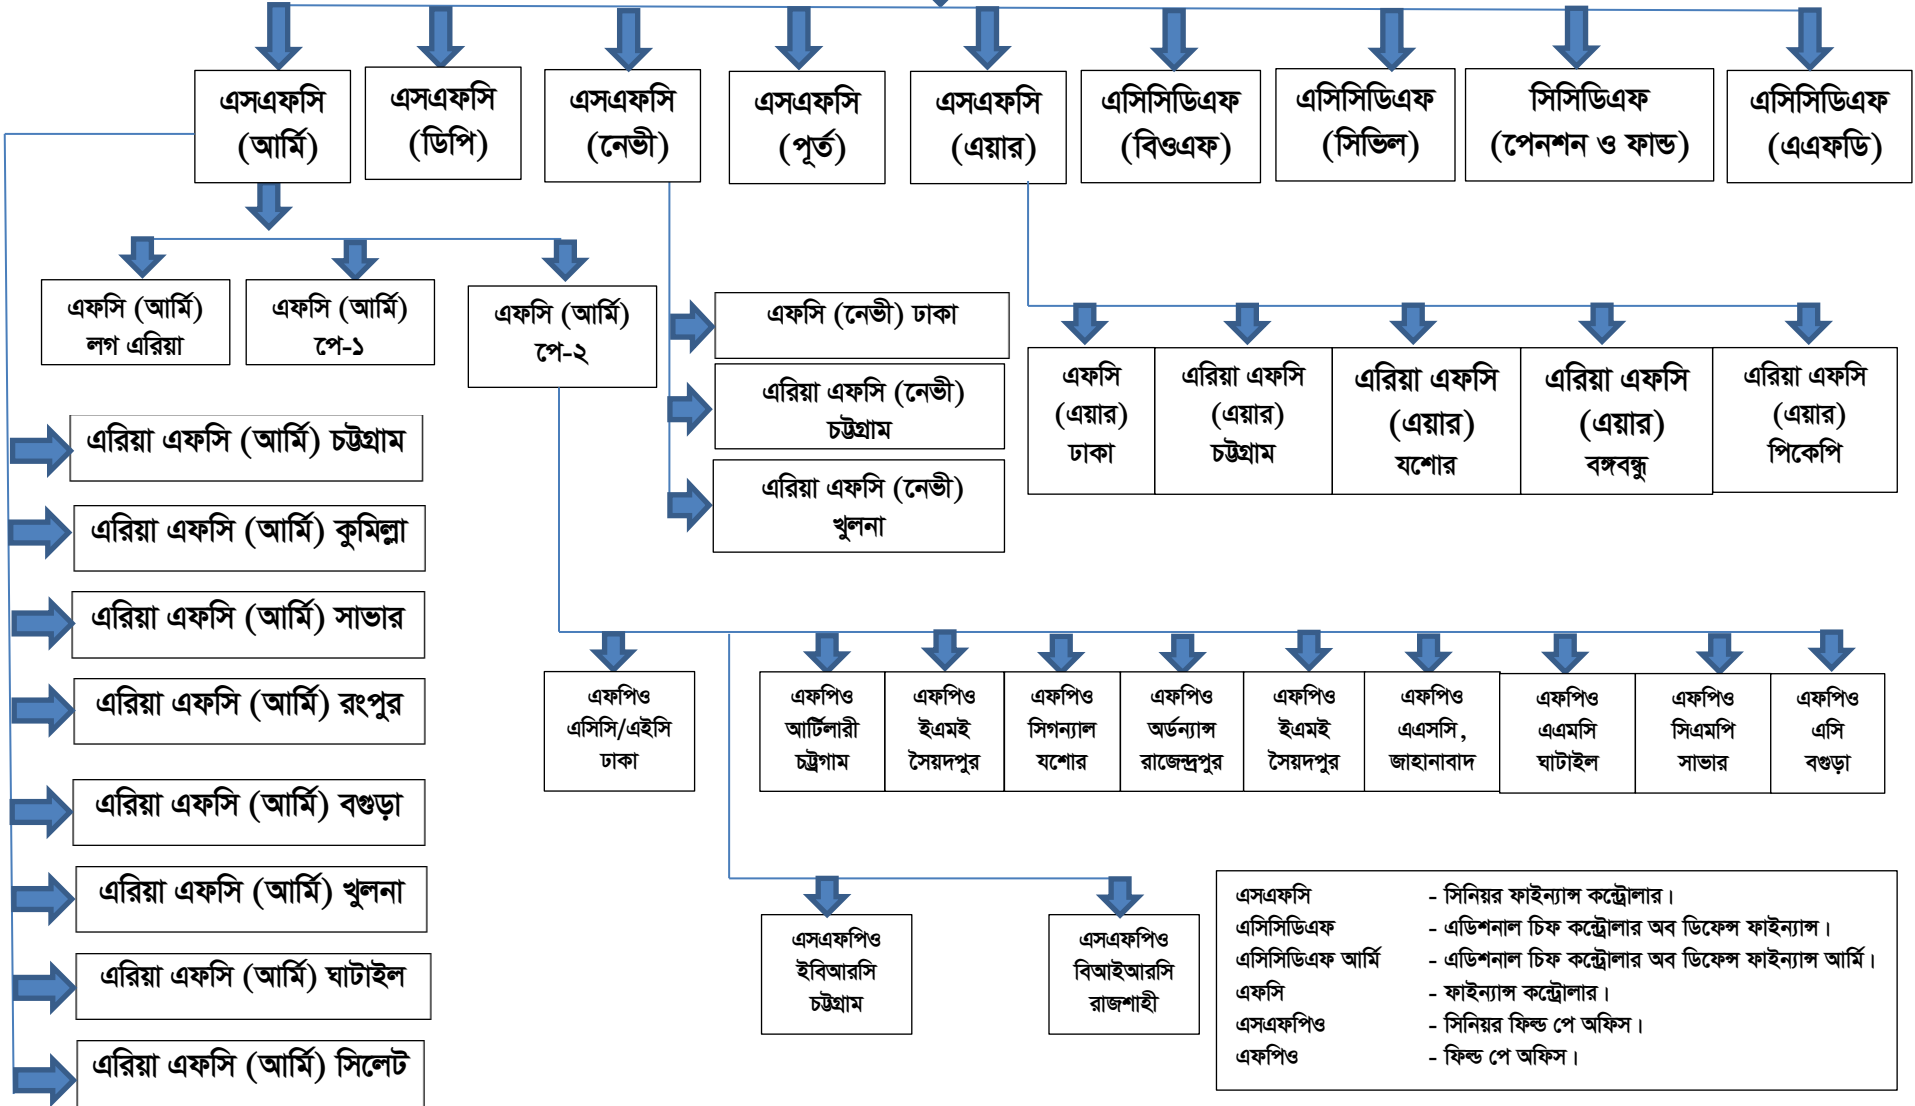 এসএফসি
(আর্মি)
এসএফসি
(ডিপি)
এসএফসি
(নেভী)
এসএফসি
(পূর্ত)
এসএফসি
(এয়ার)
এসিসিডিএফ
(বিওএফ)
এসিসিডিএফ
(সিভিল)
সিসিডিএফ
(পেনশন ও ফান্ড)
এসিসিডিএফ
(এএফডি)
এফসি (আর্মি)
লগ এরিয়া
এফসি (আর্মি)
পে-১
এফসি (আর্মি)
পে-২
এফসি (নেভী) ঢাকা
এরিয়া এফসি (নেভী)
চট্টগ্রাম
এরিয়া এফসি (নেভী)
খুলনা
এফসি
(এয়ার)
ঢাকা
এরিয়া এফসি
(এয়ার)
চট্টগ্রাম
এরিয়া এফসি
(এয়ার)
যশোর
এরিয়া এফসি
(এয়ার)
বঙ্গবন্ধু
এরিয়া এফসি
(এয়ার)
পিকেপি
এরিয়া এফসি (আর্মি) চট্টগ্রাম
এরিয়া এফসি (আর্মি) কুমিল্লা
এরিয়া এফসি (আর্মি) সাভার
এরিয়া এফসি (আর্মি) রংপুর
এরিয়া এফসি (আর্মি) বগুড়া
এরিয়া এফসি (আর্মি) খুলনা
এরিয়া এফসি (আর্মি) ঘাটাইল
এরিয়া এফসি (আর্মি) সিলেট
এফপিও
এসিসি/এইসি
ঢাকা
এফপিও
আর্টিলারী
চট্ট্রগাম
এফপিও
ইএমই
সৈয়দপুর
এফপিও
সিগন্যাল
যশোর
এফপিও
অর্ডন্যান্স
রাজেন্দ্রপুর
এফপিও
ইএমই
সৈয়দপুর
এফপিও
এএসসি,
জাহানাবাদ
এফপিও
এএমসি
ঘাটাইল
এফপিও
সিএমপি
সাভার
এফপিও
এসি
বগুড়া
এসএফপিও
ইবিআরসি
চট্টগ্রাম
এসএফপিও
বিআইআরসি
রাজশাহী
এসএফসি - সিনিয়র ফাইন্যান্স কন্ট্রোলার।
এসিসিডিএফ - এডিশনাল চিফ কন্ট্রোলার অব ডিফেন্স ফাইন্যান্স।
এসিসিডিএফ আর্মি - এডিশনাল চিফ কন্ট্রোলার অব ডিফেন্স ফাইন্যান্স আর্মি।
এফসি - ফাইন্যান্স কন্ট্রোলার।
এসএফপিও - সিনিয়র ফিল্ড পে অফিস।
এফপিও - ফিল্ড পে অফিস।